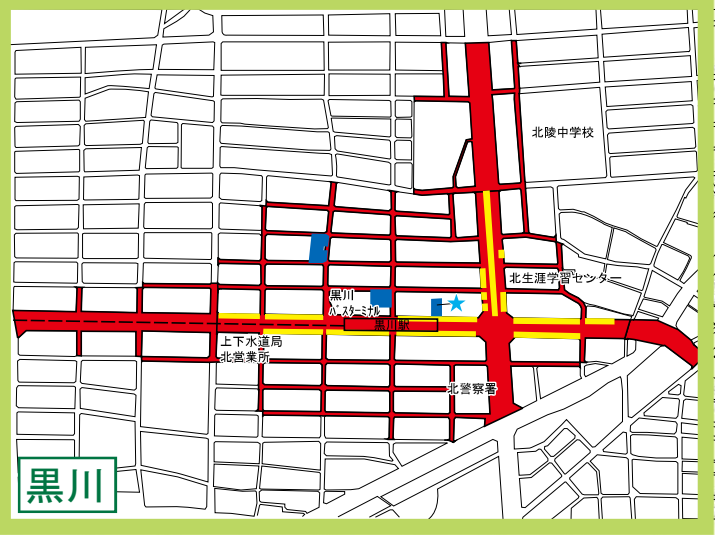 北陵中学校
北生涯学習センター
黒川
ﾊﾞｽﾀｰﾐﾅﾙ
黒川駅
上下水道局
北営業所
北警察署
黒川